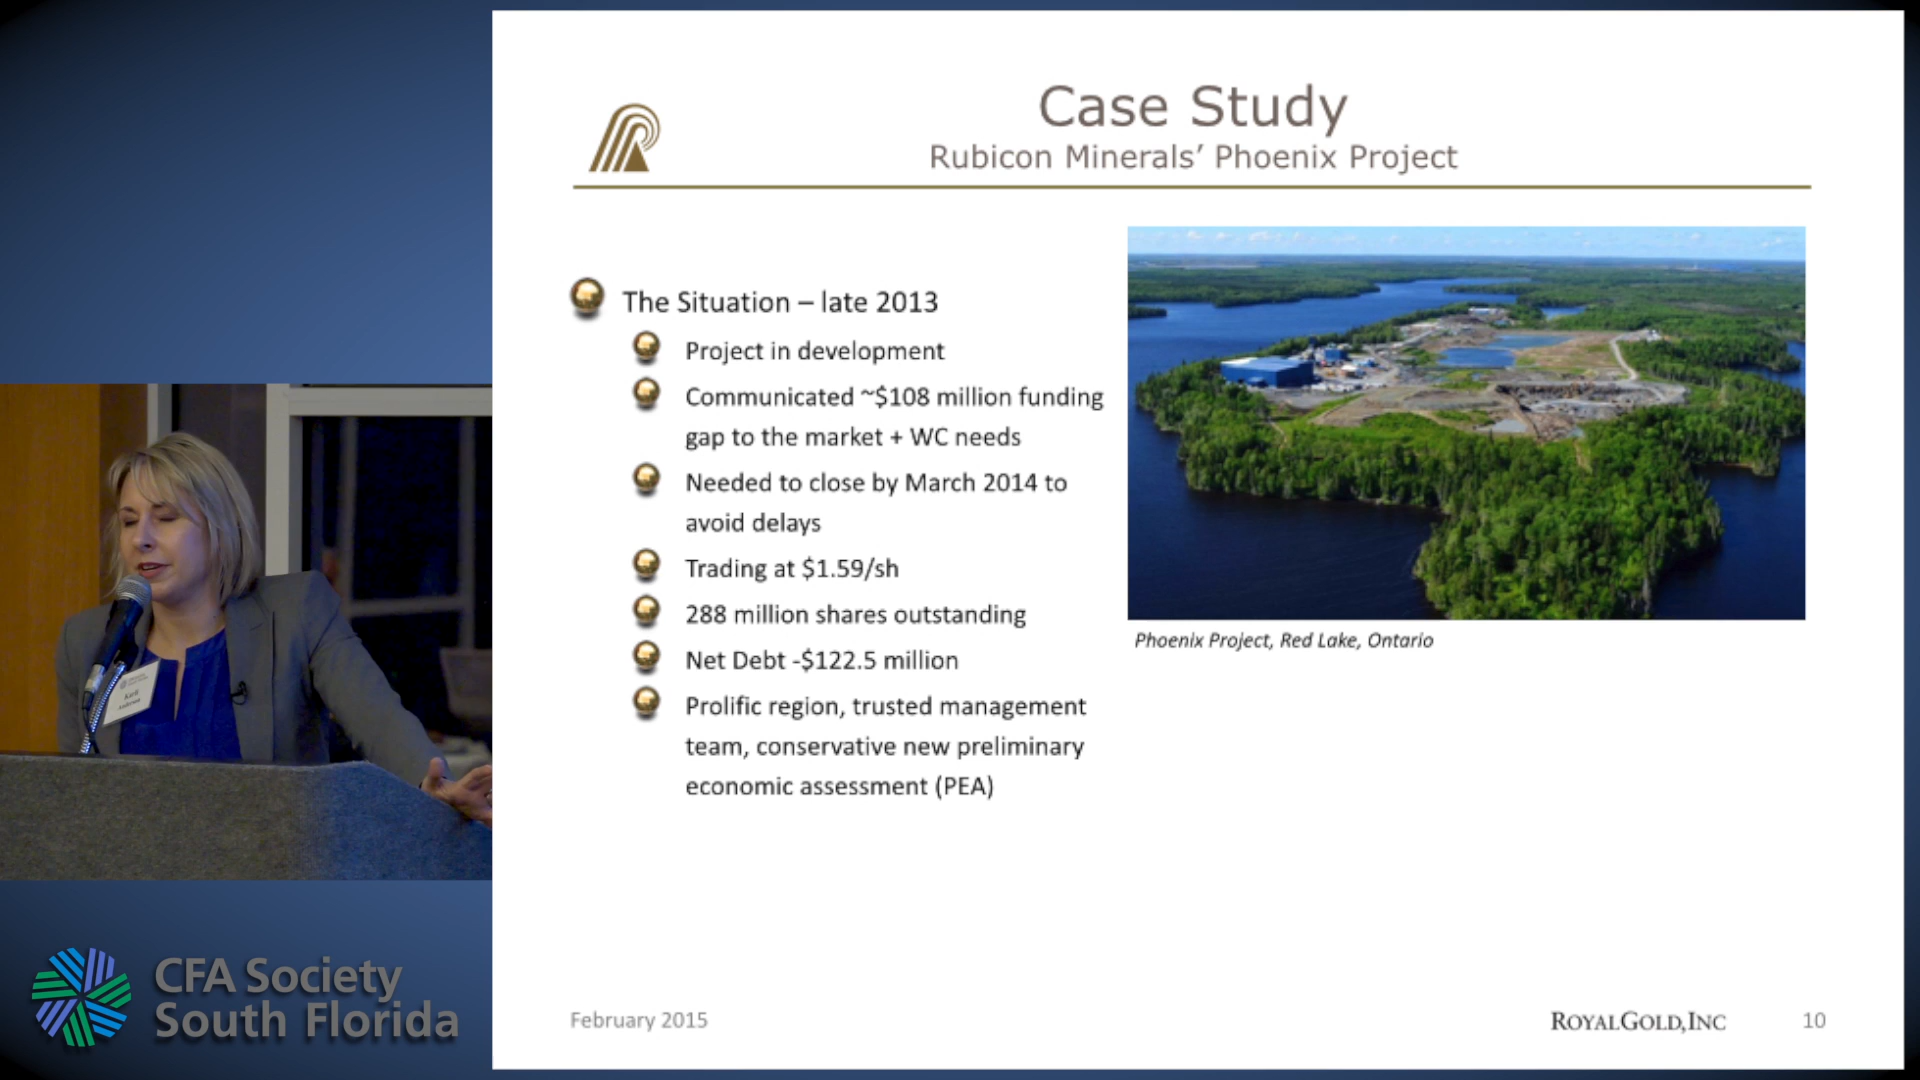 Case Study
Rubicon Minerals’ Phoenix Project
The Situation – late 2013
Project in development
Communicated ~$108 million funding
gap to the market + WC needs
Needed to close by March 2014 to
avoid delays
Trading at $1.59/sh
288 million shares outstanding
Net Debt -$122.5 million
Prolific region, trusted management
team, conservative new preliminary
economic assessment (PEA)
Phoenix Project, Red Lake, Ontario
February 2015
ROYAL GOLD, INC
10
Karli
Anderson
CFA Society
South Florida